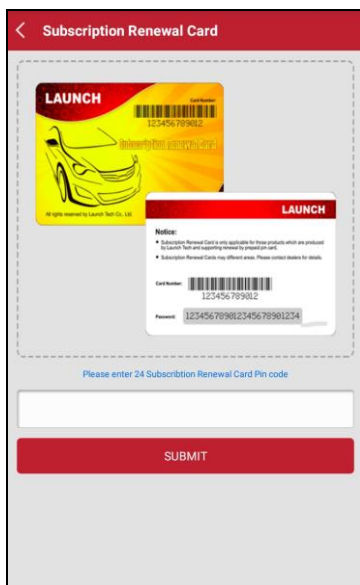 Subscription Renewal Card
LAUNCH
Card Number
123456789012
Subscription Renewal Card
All rights reserved by Launch Tech Co., Ltd.
LAUNCH
Notice:
• Subscription Renewal Card is only applicable for those products which are produced
by Launch Tech and supporting renewal by prepaid pin card.
• Subscription Renewal Cards may different areas. Please contact dealers for details.
Card Number:
123456789012
Password: 123456789012345678901234
Please enter 24 Subscribtion Renewal Card Pin code
SUBMIT